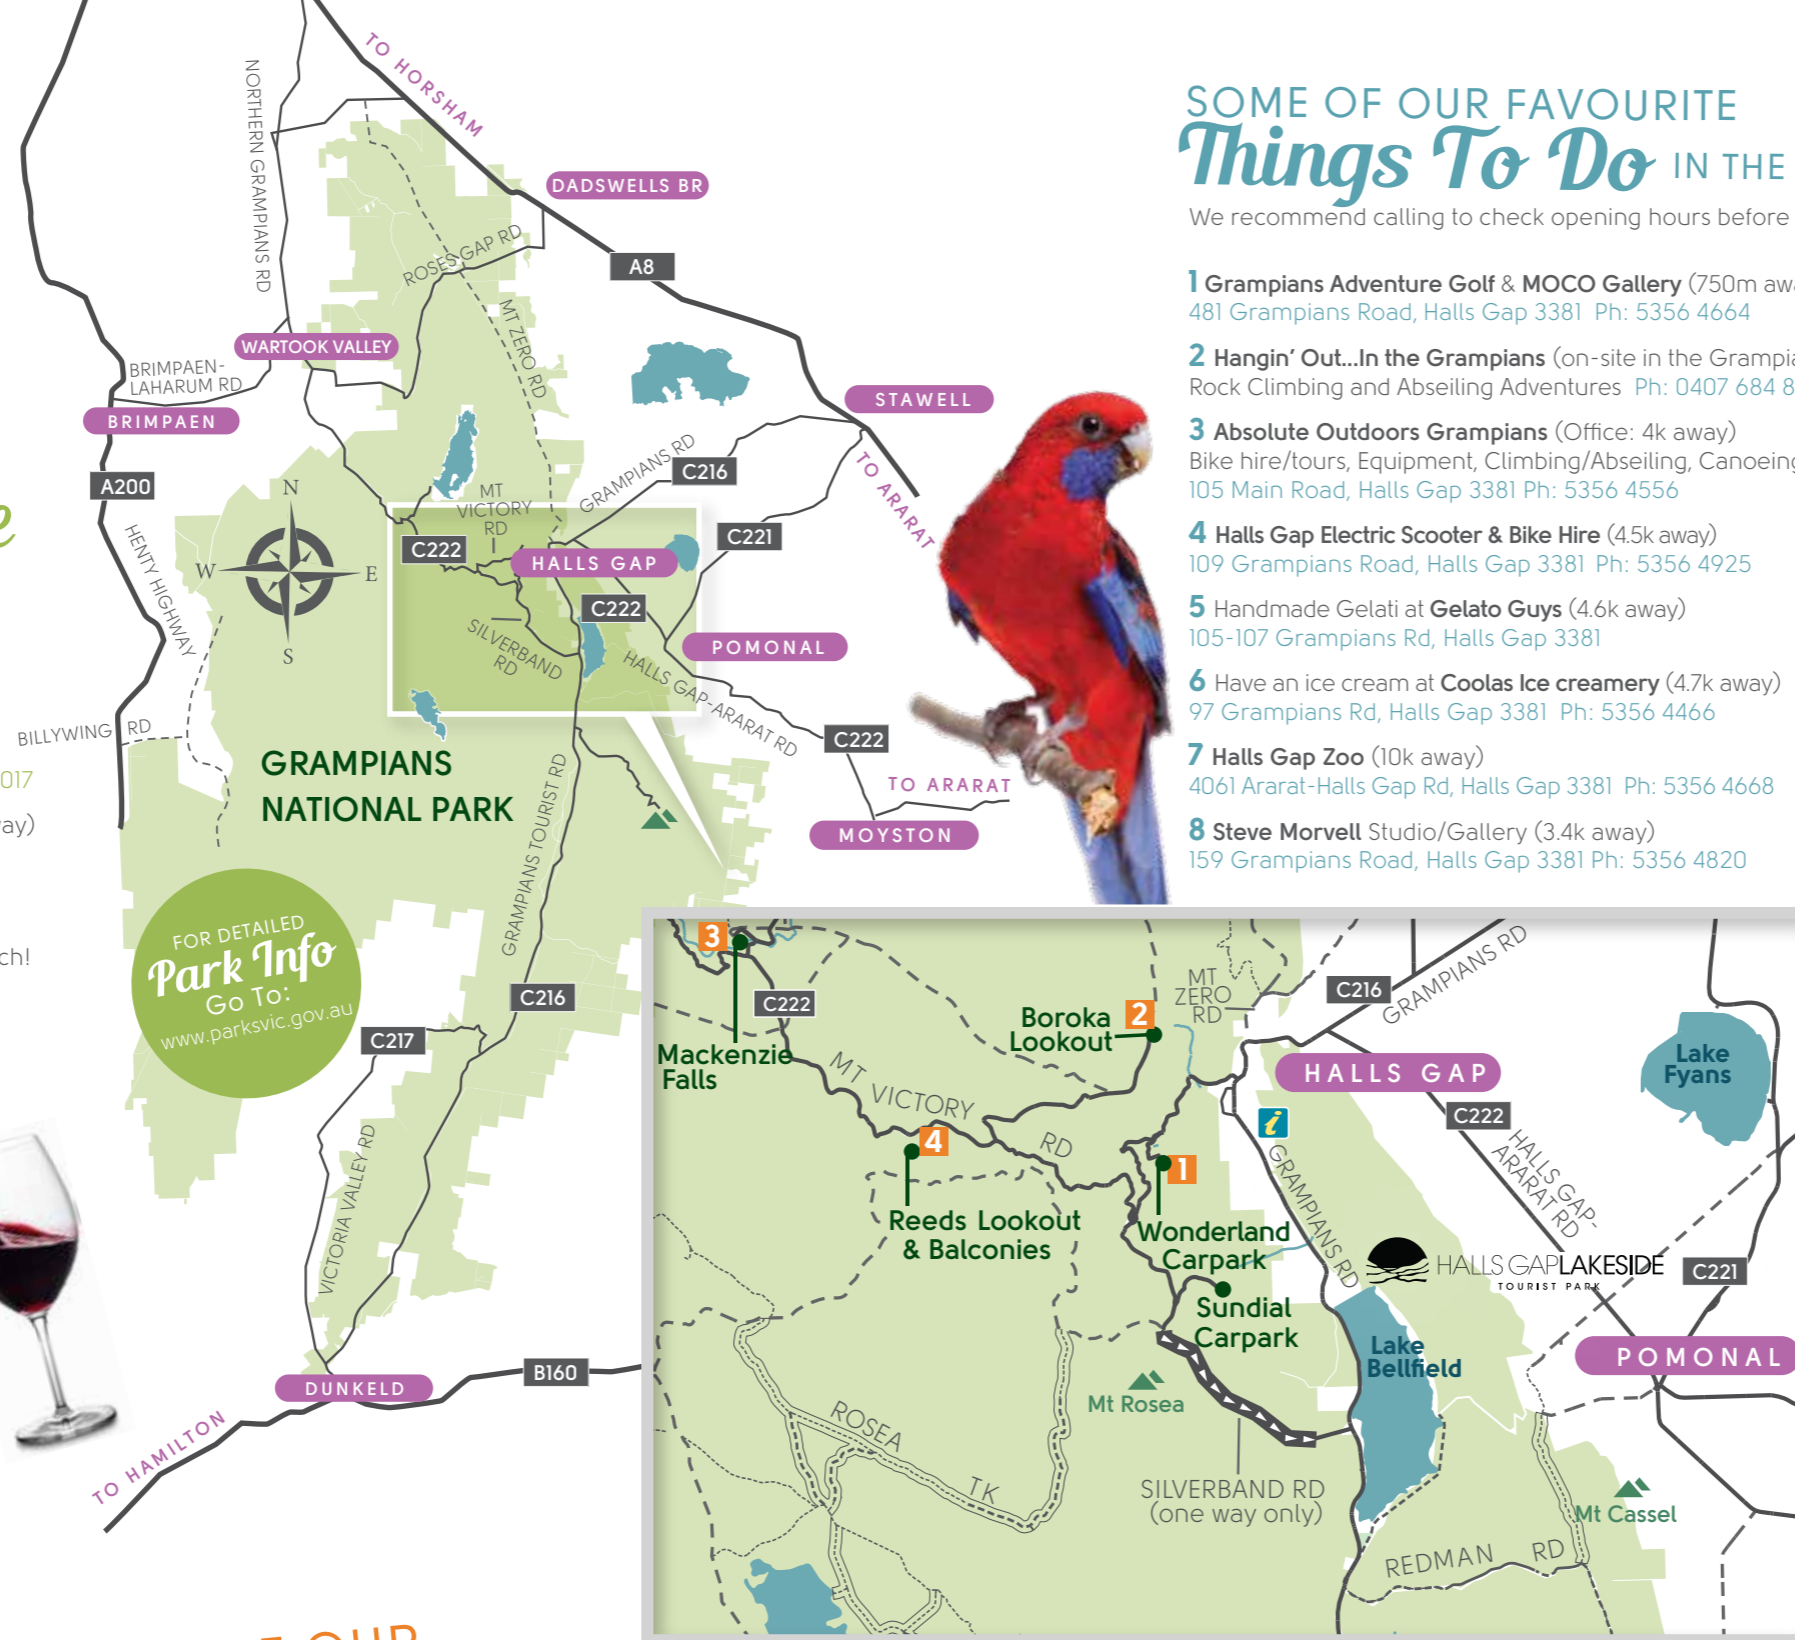 SOME OF OUR FAVOURITE
Things To Do IN THE
We recommend calling to check opening hours before
1 Grampians Adventure Golf & MOCO Gallery (750m
481 Grampians Road, Halls Gap 3381 Ph: 5356 4664
2 Hangin' Out...In the Grampians (on-site in the
Rock Climbing and Abseiling Adventures Ph: 0407 684 8
3 Absolute Outdoors Grampians (Office: 4k away)
Bike hire/tours, Equipment, Climbing/Abseiling, Canoeing
105 Main Road, Halls Gap 3381 Ph: 5356 4556
4 Halls Gap Electric Scooter & Bike Hire (4.5k away)
109 Grampians Road, Halls Gap 3381 Ph: 5356 4925
5 Handmade Gelati at Gelato Guys (4.6k away)
105-107 Grampians Rd, Halls Gap 3381
6 Have an ice cream at Coolas Ice creamery (4.7k away)
97 Grampians Rd, Halls Gap 3381 Ph: 5356 4466
7 Halls Gap Zoo (10k away)
4061 Ararat-Halls Gap Rd, Halls Gap 3381 Ph: 5356 4668
8 Steve Morvell Studio/Gallery (3.4k away)
159 Grampians Road, Halls Gap 3381 Ph: 5356 4820
TO HORSHAM
NORTHERN GRAMPIANS RD
DADSWELLS BR
ROSES GAP RD
A8
MT ZERO RD
WARTOOK VALLEY
BRIMPAEN-
LAHARUM RD
BRIMPAEN
STAWELL
A200
GRAMPIANS RD
C216
TO ARARAT
N
W
E
S
MT
VICTORY
RD
C222
C221
HALLS GAP
C222
HENTY HIGHWAY
SILVERBAND
RD
POMONAL
HALLS GAP-ARARAT RD
BILLYWING RD
C222
GRAMPIANS
NATIONAL PARK
TO ARARAT
MOYSTON
GRAMPIANS TOURIST RD
017
ay)
ch!
FOR DETAILED
Park Info
Go To:
www.parksvic.gov.au
C216
C217
VICTORIA VALLEY RD
DUNKELD
B160
TO HAMILTON
3
C222
Mackenzie
Falls
Boroka
Lookout
2
MT
ZERO
RD
C216
GRAMPIANS RD
HALLS GAP
Lake
Fyans
C222
MT VICTORY RD
4
Reeds Lookout
& Balconies
1
Wonderland
Carpark
i
GRAMPIANS RD
HALLS GAP-
ARARAT RD
HALLS GAP LAKESIDE
TOURIST PARK
C221
Sundial
Carpark
Lake
Bellfield
POMONAL
Mt Rosea
ROSEA TK
SILVERBAND RD
(one way only)
Mt Cassel
REDMAN RD
OUR